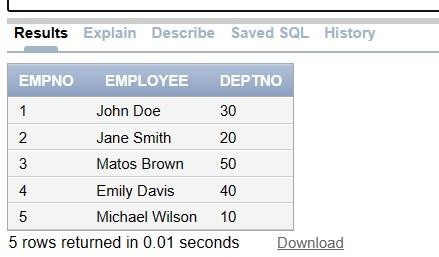 Results Explain Describe Saved SQL History
EMPNO EMPLOYEE DEPTNO
1 John Doe 30
2 Jane Smith 20
3 Matos Brown 50
4 Emily Davis 40
5 Michael Wilson 10
5 rows returned in 0.01 seconds Download